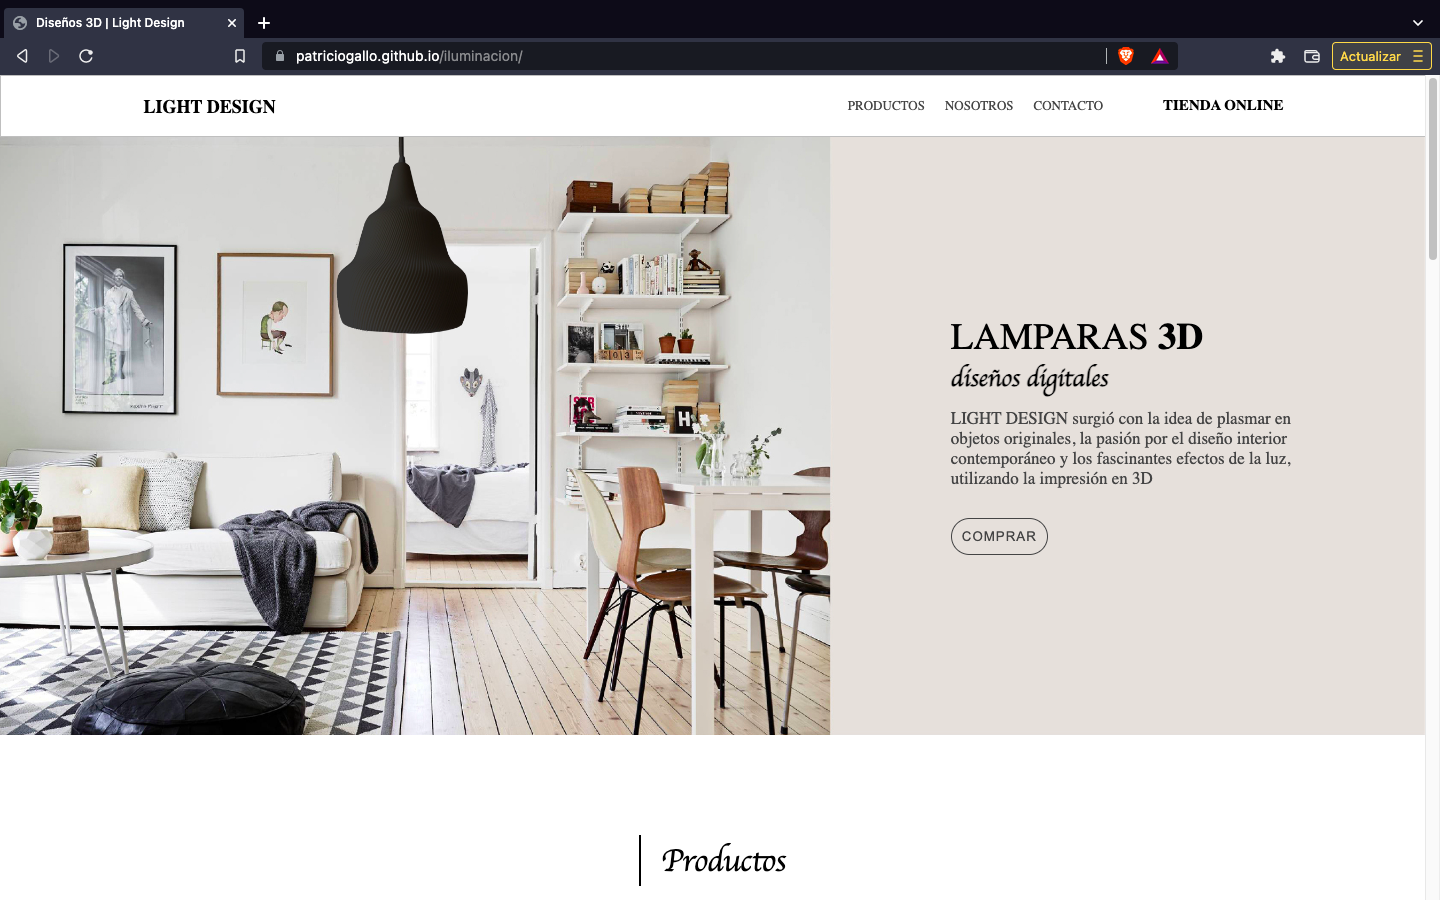 Diseños 3D | Light Design
patriciogallo.github.io/iluminacion/
Actualizar
LIGHT DESIGN
PRODUCTOS NOSOTROS CONTACTO TIENDA ONLINE
LAMPARAS 3D
diseños digitales
LIGHT DESIGN surgió con la idea de plasmar en
objetos originales, la pasión por el diseño interior
contemporáneo y los fascinantes efectos de la luz,
utilizando la impresión en 3D
COMPRAR
H
Productos